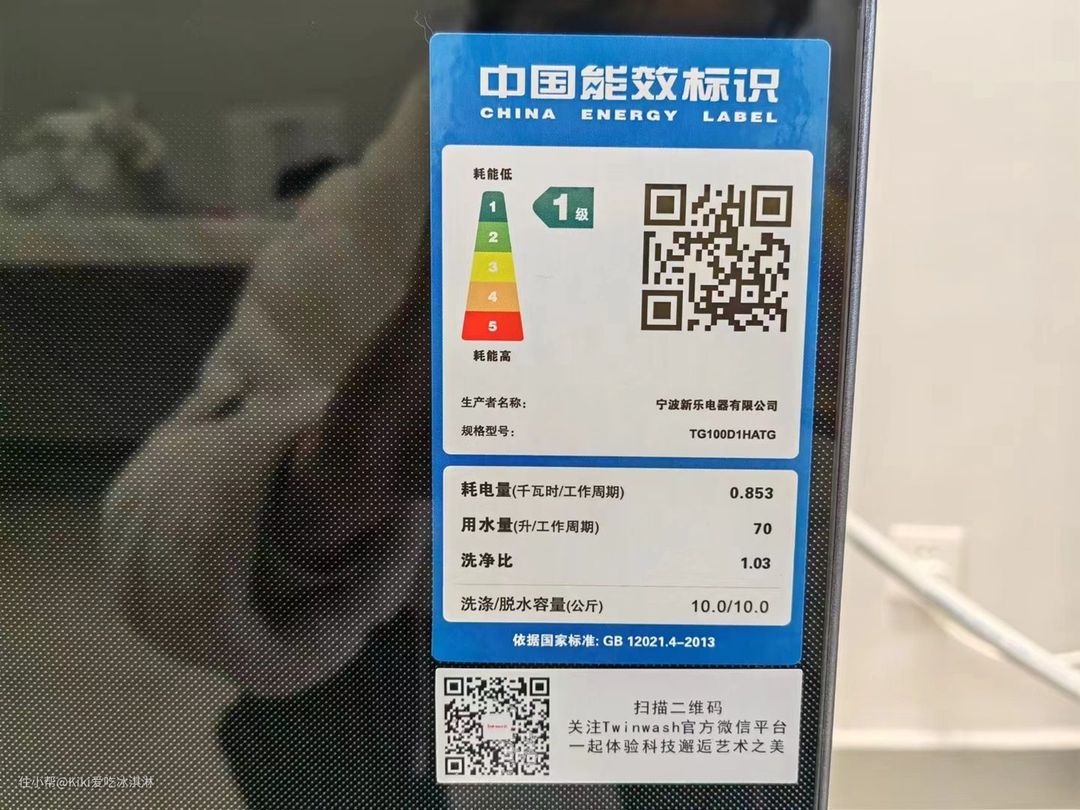 中国能效标识
CHINA ENERGY LABEL
耗能低
1
1级
2
3
4
5
耗能高
生产者名称: 宁波新乐电器有限公司
规格型号: TG100D1HATG
耗电量(千瓦时/工作周期) 0.853
用水量(升/工作周期) 70
洗净比 1.03
洗涤/脱水容量(公斤) 10.0/10.0
依据国家标准: GB 12021.4-2013
扫描二维码
关注Twinwash官方微信平台
一起体验科技邂逅艺术之美
住小帮@Kiki爱吃冰淇淋